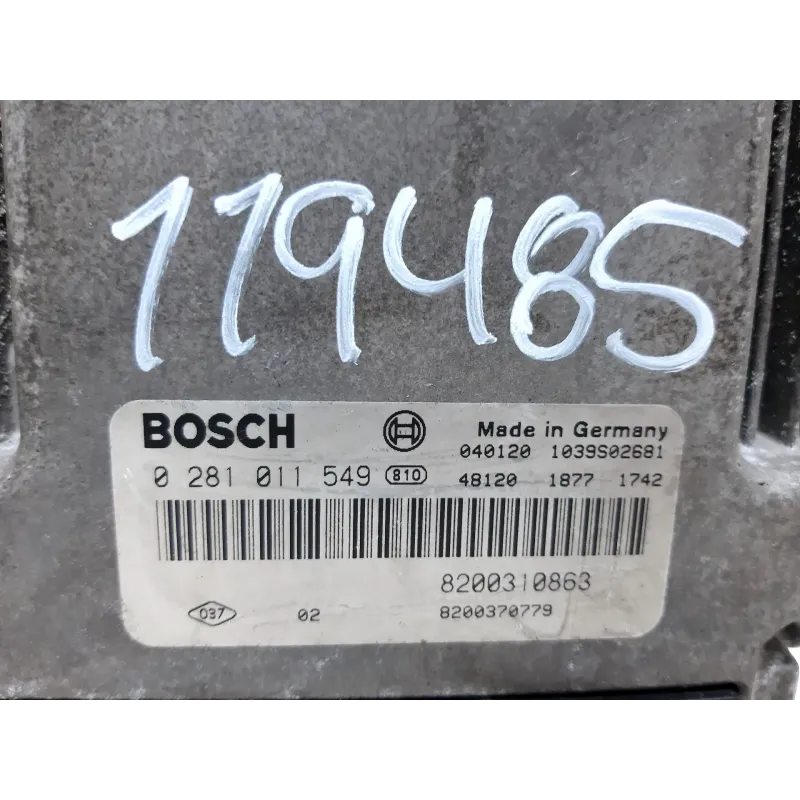 119485
BOSCH
Made in Germany
040120 1039S02681
0 281 011 549 810
48120 1877 1742
8200310863
037 02 8200370779